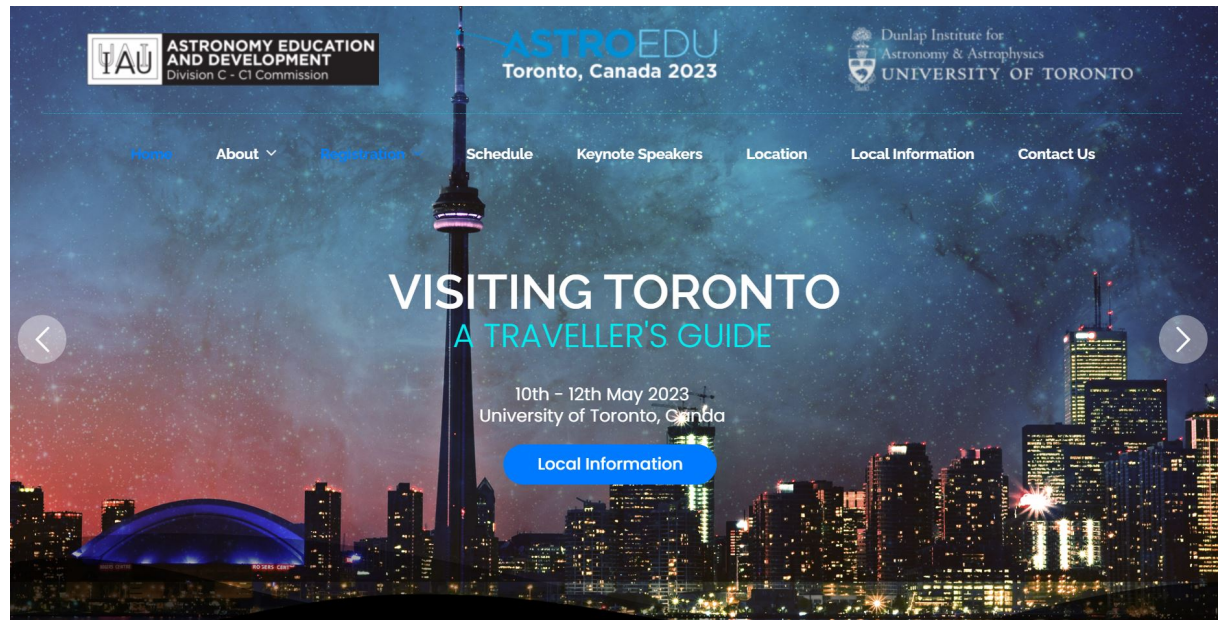 IAU
ASTRONOMY EDUCATION
AND DEVELOPMENT
Division C - C1 Commission
ASTROEDU
Toronto, Canada 2023
Dunlap Institute for
Astronomy & Astrophysics
UNIVERSITY OF TORONTO
Home About Registration Schedule Keynote Speakers Location Local Information Contact Us
VISITING TORONTO
A TRAVELLER'S GUIDE
10th - 12th May 2023
University of Toronto, Canda
Local Information
ROGERS CENTRE